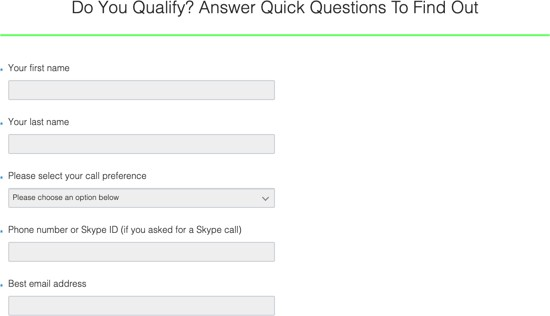 Do You Qualify? Answer Quick Questions To Find Out
Your first name
Your last name
Please select your call preference
Please choose an option below
Phone number or Skype ID (if you asked for a Skype call)
Best email address